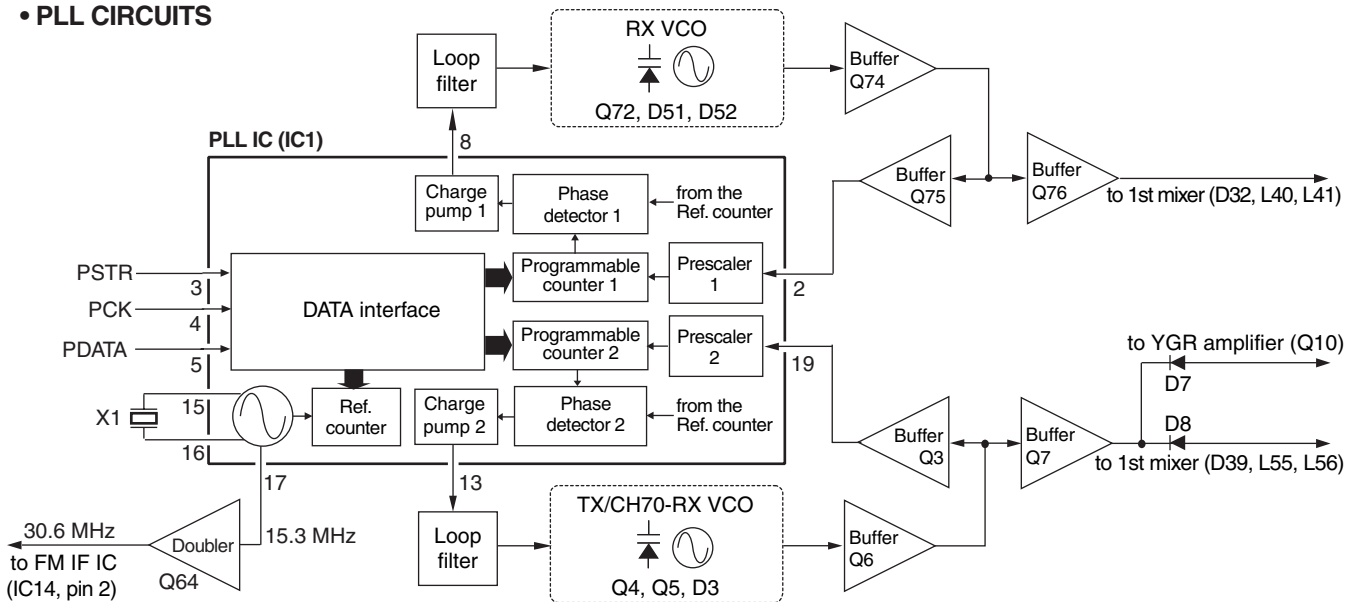 • PLL CIRCUITS
RX VCO
Q72, D51, D52
Loop
filter
Buffer
Q74
PLL IC (IC1)
8
Charge
pump 1
Phase
detector 1
from the
Ref. counter
Buffer
Q75
Buffer
Q76
to 1st mixer (D32, L40, L41)
PSTR
3
PCK
4
PDATA
5
DATA interface
Programmable
counter 1
Prescaler
1
2
Programmable
counter 2
Prescaler
2
19
to YGR amplifier (Q10)
D7
D8
to 1st mixer (D39, L55, L56)
X1
15
16
Ref.
counter
Charge
pump 2
Phase
detector 2
from the
Ref. counter
Buffer
Q3
Buffer
Q7
17
13
30.6 MHz
to FM IF IC
(IC14, pin 2)
Doubler
Q64
15.3 MHz
Loop
filter
TX/CH70-RX VCO
Q4, Q5, D3
Buffer
Q6